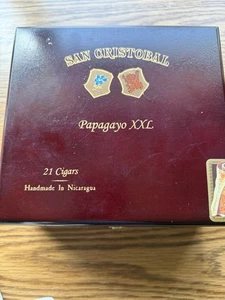 SAN CRISTOBAL
Papagayo XXL
21 Cigars
Handmade In Nicaragua